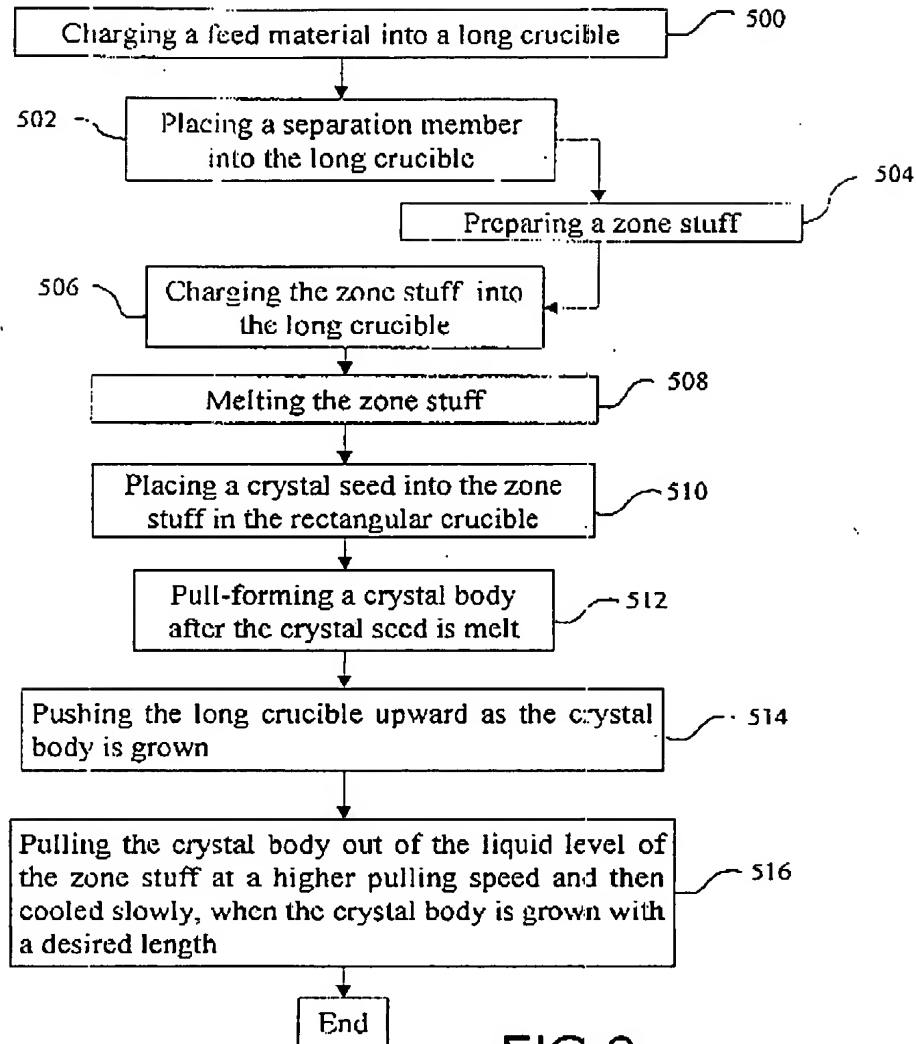 Charging a feed material into a long crucible
500
502
Placing a separation member
into the long crucible
504
Preparing a zone stuff
506
Charging the zone stuff into
the long crucible
Melting the zone stuff
508
Placing a crystal seed into the zone
stuff in the rectangular crucible
510
Pull-forming a crystal body
after the crystal seed is melt
512
Pushing the long crucible upward as the crystal
body is grown
514
Pulling the crystal body out of the liquid level of
the zone stuff at a higher pulling speed and then
cooled slowly, when the crystal body is grown with
a desired length
516
End